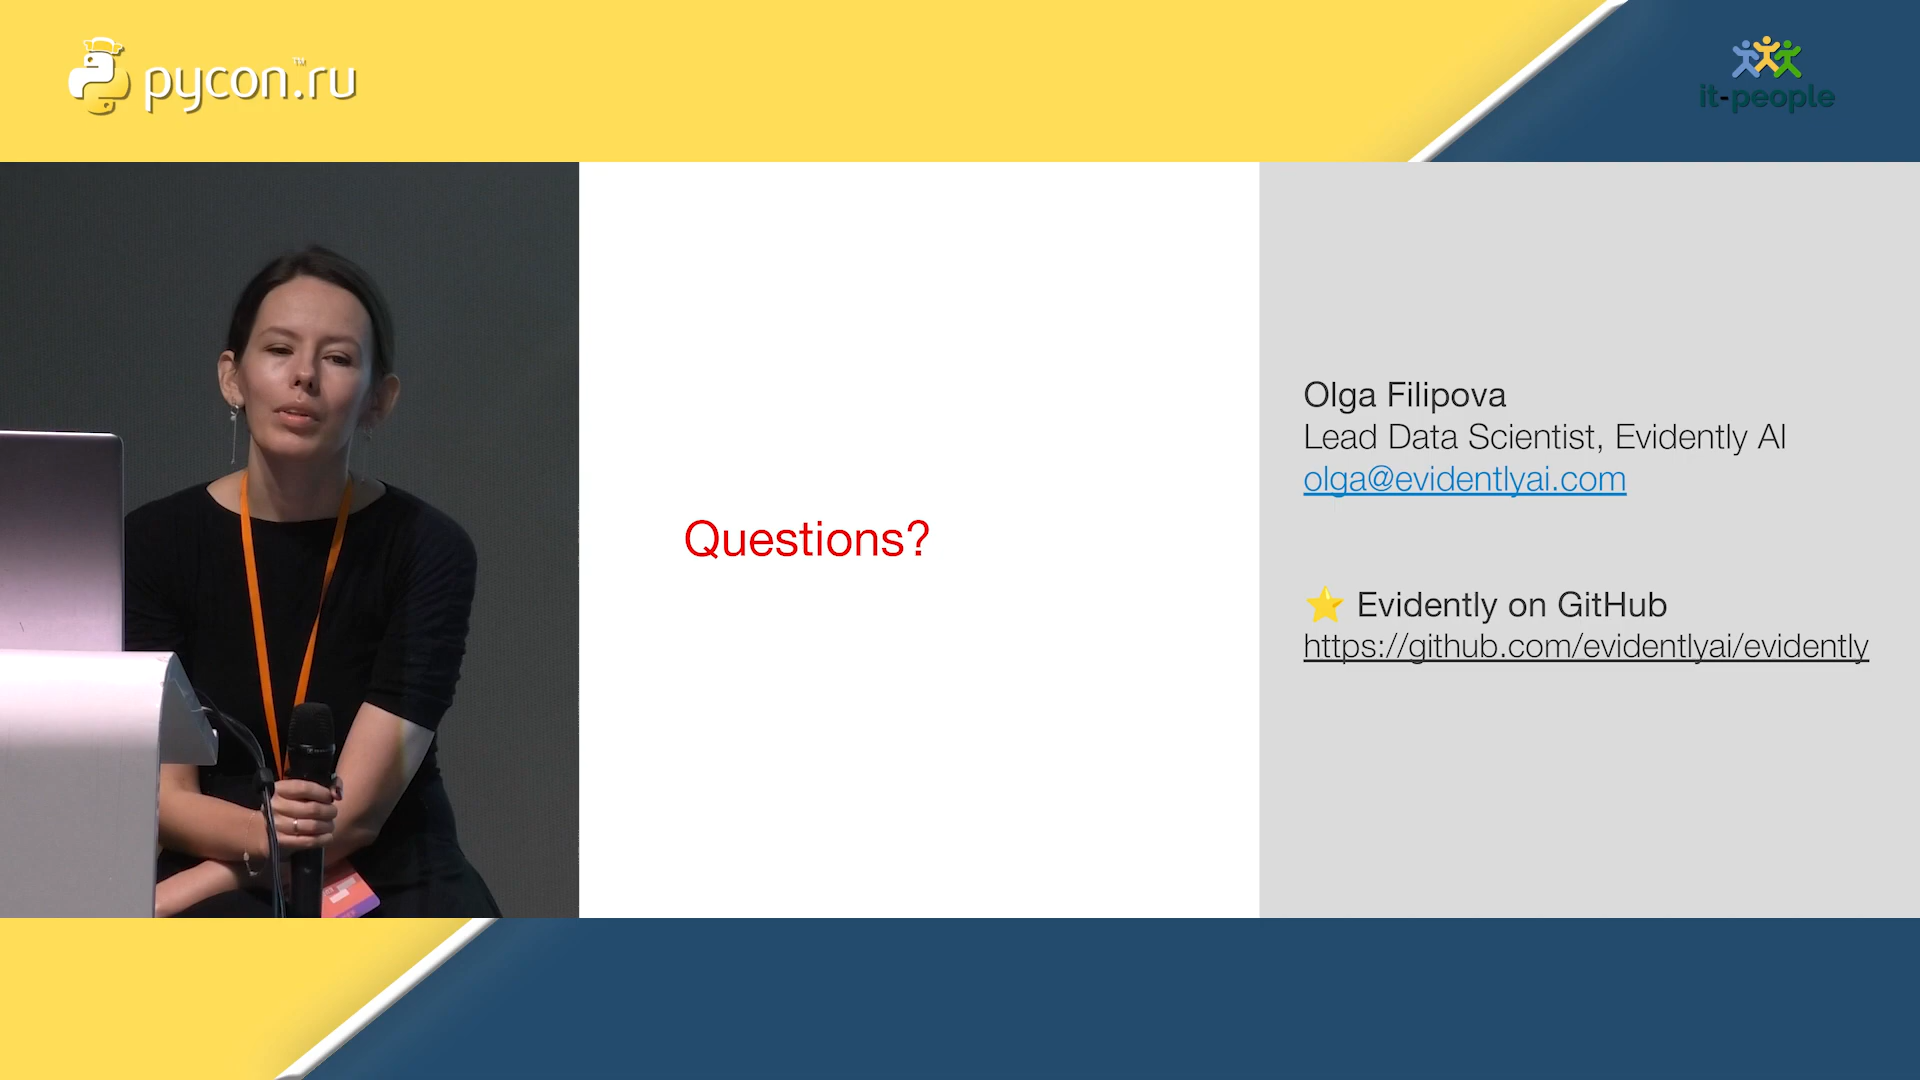 pycon.ru
TM
it-people
Olga Filipova
Lead Data Scientist, Evidently AI
olga@evidentlyai.com
Questions?
⭐ Evidently on GitHub
https://github.com/evidentlyai/evidently